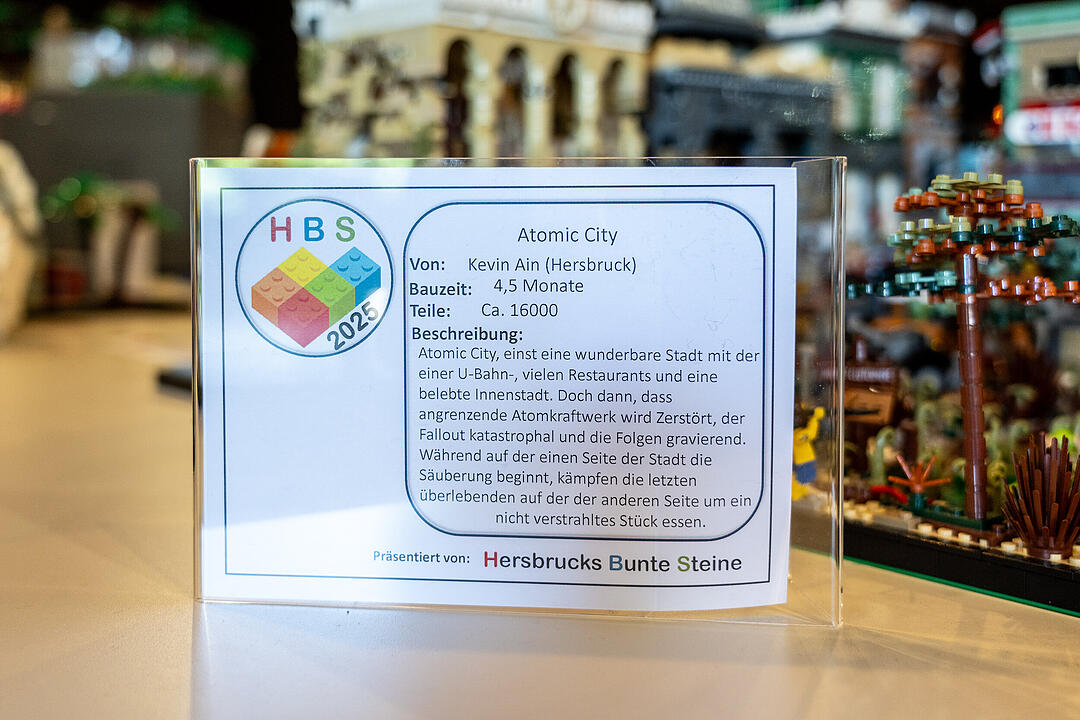 HBS
2025
Atomic City
Von: Kevin Ain (Hersbruck)
Bauzeit: 4,5 Monate
Teile: Ca. 16000
Beschreibung:
Atomic City, einst eine wunderbare Stadt mit der
einer U-Bahn-, vielen Restaurants und eine
belebte Innenstadt. Doch dann, dass
angrenzende Atomkraftwerk wird Zerstört, der
Fallout katastrophal und die Folgen gravierend.
Während auf der einen Seite der Stadt die
Säuberung beginnt, kämpfen die letzten
überlebenden auf der der anderen Seite um ein
nicht verstrahltes Stück essen.
Präsentiert von: Hersbrucks Bunte Steine